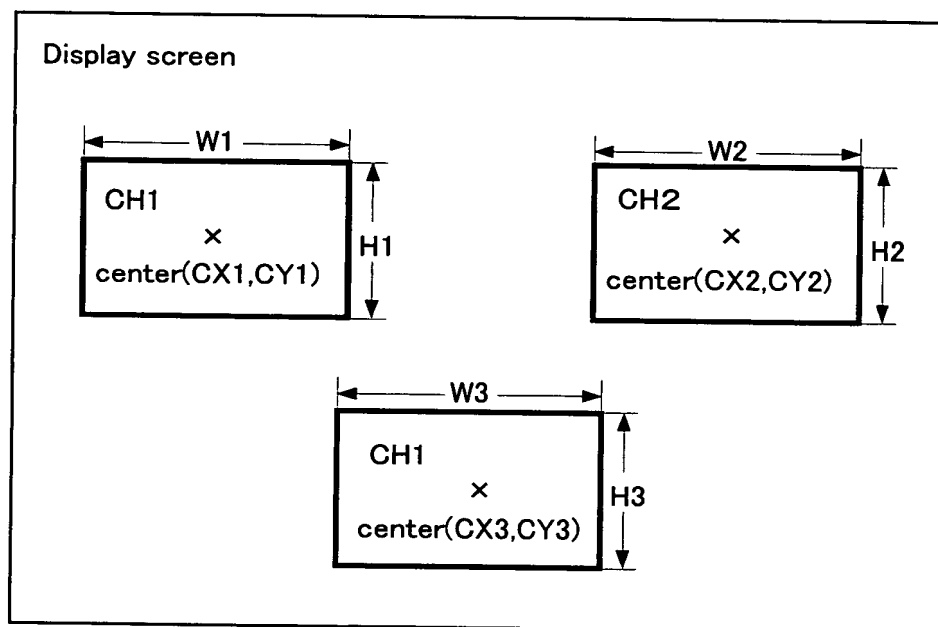 Display screen
W1
CH1
center(CX1,CY1)
H1
W2
CH2
center(CX2,CY2)
H2
W3
CH1
center(CX3,CY3)
H3